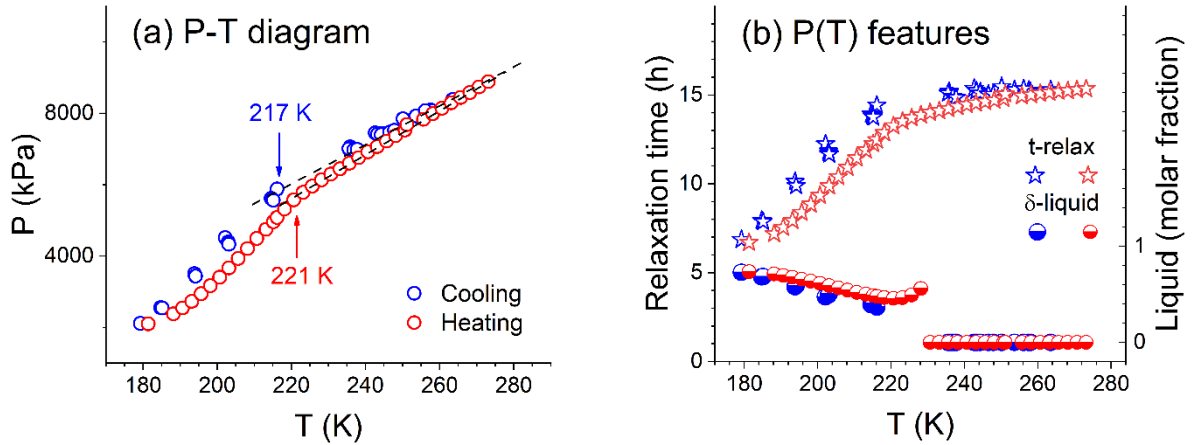 (a) P-T diagram
P (kPa)
8000
4000
217 K
221 K
Cooling
Heating
180 200 220 240 260 280
T (K)
(b) P(T) features
Relaxation time (h)
15
10
5
0
t-relax
δ-liquid
1
0
Liquid (molar fraction)
180 200 220 240 260 280
T (K)